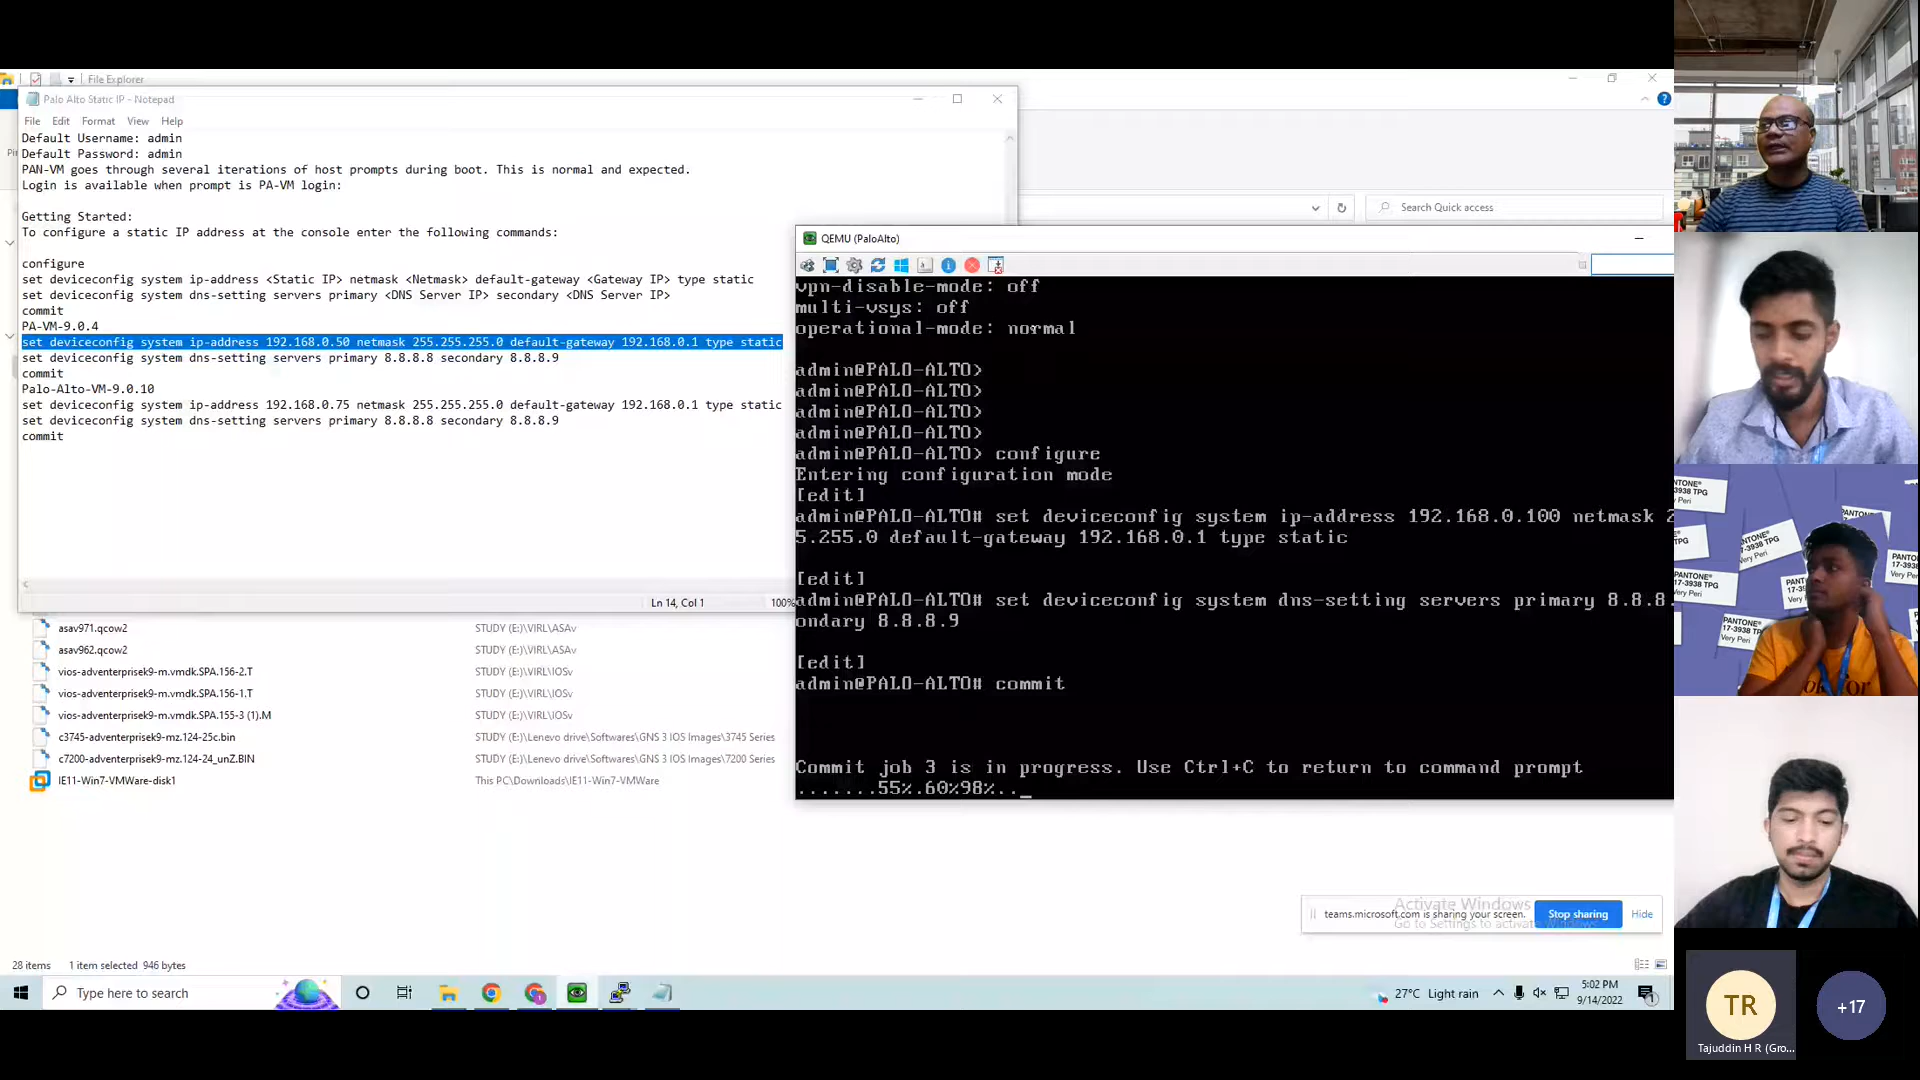 File Explorer
Palo Alto Static IP - Notepad
File Edit Format View Help
Default Username: admin
Default Password: admin
PAN-VM goes through several iterations of host prompts during boot. This is normal and expected.
Login is available when prompt is PA-VM login:
Getting Started:
To configure a static IP address at the console enter the following commands:
configure
set deviceconfig system ip-address <Static IP> netmask <Netmask> default-gateway <Gateway IP> type static
set deviceconfig system dns-setting servers primary <DNS Server IP> secondary <DNS Server IP>
commit
PA-VM-9.0.4
set deviceconfig system ip-address 192.168.0.50 netmask 255.255.255.0 default-gateway 192.168.0.1 type static
set deviceconfig system dns-setting servers primary 8.8.8.8 secondary 8.8.8.9
commit
Palo-Alto-VM-9.0.10
set deviceconfig system ip-address 192.168.0.75 netmask 255.255.255.0 default-gateway 192.168.0.1 type static
set deviceconfig system dns-setting servers primary 8.8.8.8 secondary 8.8.8.9
commit
Ln 14, Col 1 100%
Search Quick access
QEMU (PaloAlto)
vpn-disable-mode: off
multi-vsys: off
operational-mode: normal
admin@PALO-ALTO>
admin@PALO-ALTO>
admin@PALO-ALTO>
admin@PALO-ALTO>
admin@PALO-ALTO> configure
Entering configuration mode
[edit]
admin@PALO-ALTO# set deviceconfig system ip-address 192.168.0.100 netmask 2
5.255.0 default-gateway 192.168.0.1 type static
[edit]
admin@PALO-ALTO# set deviceconfig system dns-setting servers primary 8.8.8.
ondary 8.8.8.9
[edit]
admin@PALO-ALTO# commit
Commit job 3 is in progress. Use Ctrl+C to return to command prompt
.......55%.60%98%.._
asav971.qcow2 STUDY (E:)\VIRL\ASAv
asav962.qcow2 STUDY (E:)\VIRL\ASAv
vios-adventerprisek9-m.vmdk.SPA.156-2.T STUDY (E:)\VIRL\IOSv
vios-adventerprisek9-m.vmdk.SPA.156-1.T STUDY (E:)\VIRL\IOSv
vios-adventerprisek9-m.vmdk.SPA.155-3 (1).M STUDY (E:)\VIRL\IOSv
c3745-adventerprisek9-mz.124-25c.bin STUDY (E:)\Lenevo drive\Softwares\GNS 3 IOS Images\3745 Series
c7200-adventerprisek9-mz.124-24_unZ.BIN STUDY (E:)\Lenevo drive\Softwares\GNS 3 IOS Images\7200 Series
IE11-Win7-VMWare-disk1 This PC\Downloads\IE11-Win7-VMWare
Activate Windows
Go to Settings to activate Windows.
teams.microsoft.com is sharing your screen. Stop sharing Hide
28 items 1 item selected 946 bytes
Type here to search
27°C Light rain
5:02 PM
9/14/2022
PANTONE®
17-3938 TPG
Very Peri
TR
Tajuddin H R (Gro...
+17